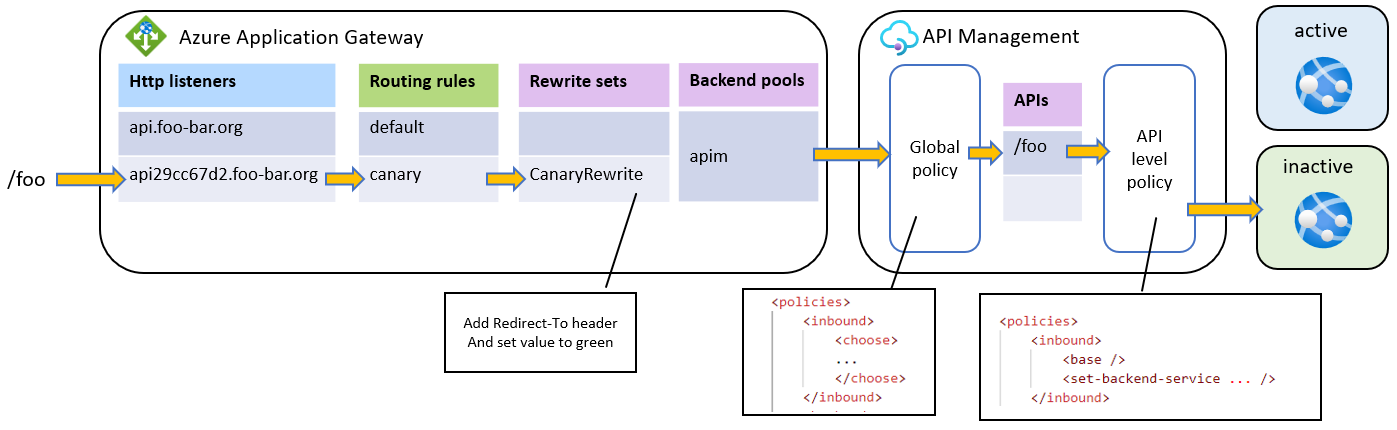 Azure Application Gateway
Http listeners
Routing rules
Rewrite sets
Backend pools
api.foo-bar.org
default
apim
/foo
api29cc67d2.foo-bar.org
canary
CanaryRewrite
Add Redirect-To header
And set value to green
API Management
Global
policy
APIs
/foo
API
level
policy
active
inactive
<policies>
<inbound>
<choose>
...
</choose>
</inbound>
<policies>
<inbound>
<base />
<set-backend-service ... />
</inbound>